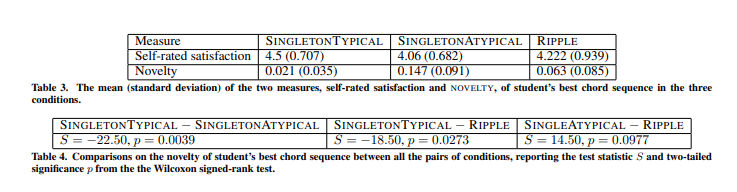 Measure SINGLETONTYPICAL SINGLETONATYPICAL RIPPLE
Self-rated satisfaction 4.5 (0.707) 4.06 (0.682) 4.222 (0.939)
Novelty 0.021 (0.035) 0.147 (0.091) 0.063 (0.085)
Table 3. The mean (standard deviation) of the two measures, self-rated satisfaction and NOVELTY, of student's best chord sequence in the three
conditions.
SINGLETONTYPICAL − SINGLETONATYPICAL SINGLETONTYPICAL − RIPPLE SINGLEATYPICAL − RIPPLE
S = −22.50, p = 0.0039 S = −18.50, p = 0.0273 S = 14.50, p = 0.0977
Table 4. Comparisons on the novelty of student's best chord sequence between all the pairs of conditions, reporting the test statistic S and two-tailed
significance p from the the Wilcoxon signed-rank test.